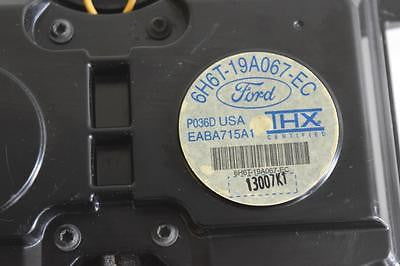 6H6T-19A067-EC
Ford
P036D USA
EABA715A1
THX
CERTIFIED
6H6T-19A067-EC
13007K1